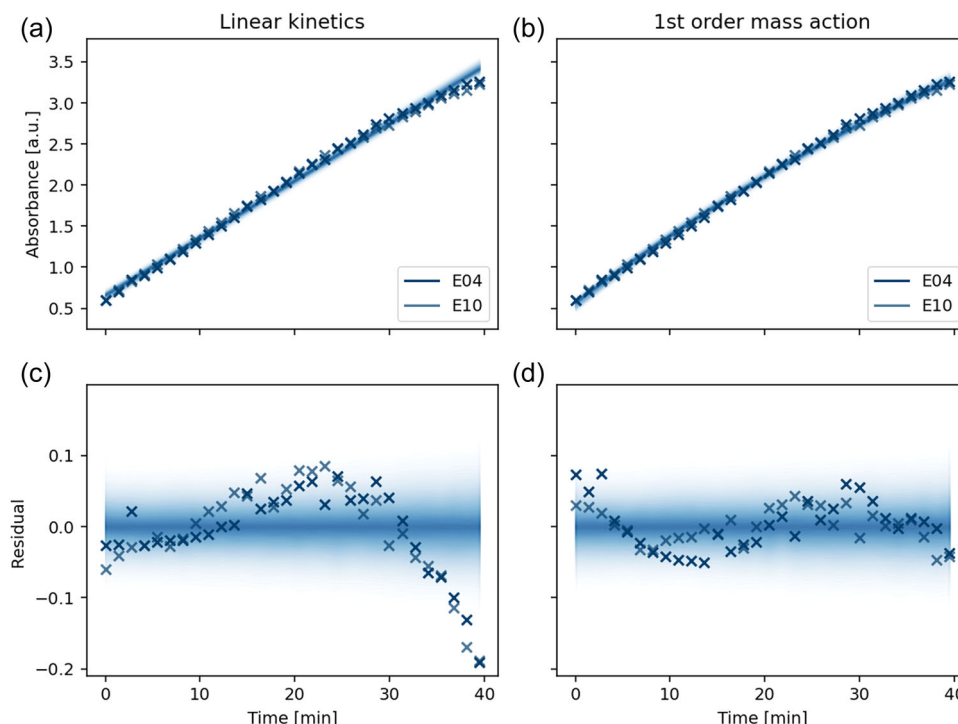 (a)
Linear kinetics
(b)
1st order mass action
Absorbance [a.u.]
3.5
3.0
2.5
2.0
1.5
1.0
0.5
E04
E10
E04
E10
(c)
(d)
Residual
0.1
0.0
−0.1
−0.2
0
10
20
30
40
Time [min]
0
10
20
30
40
Time [min]